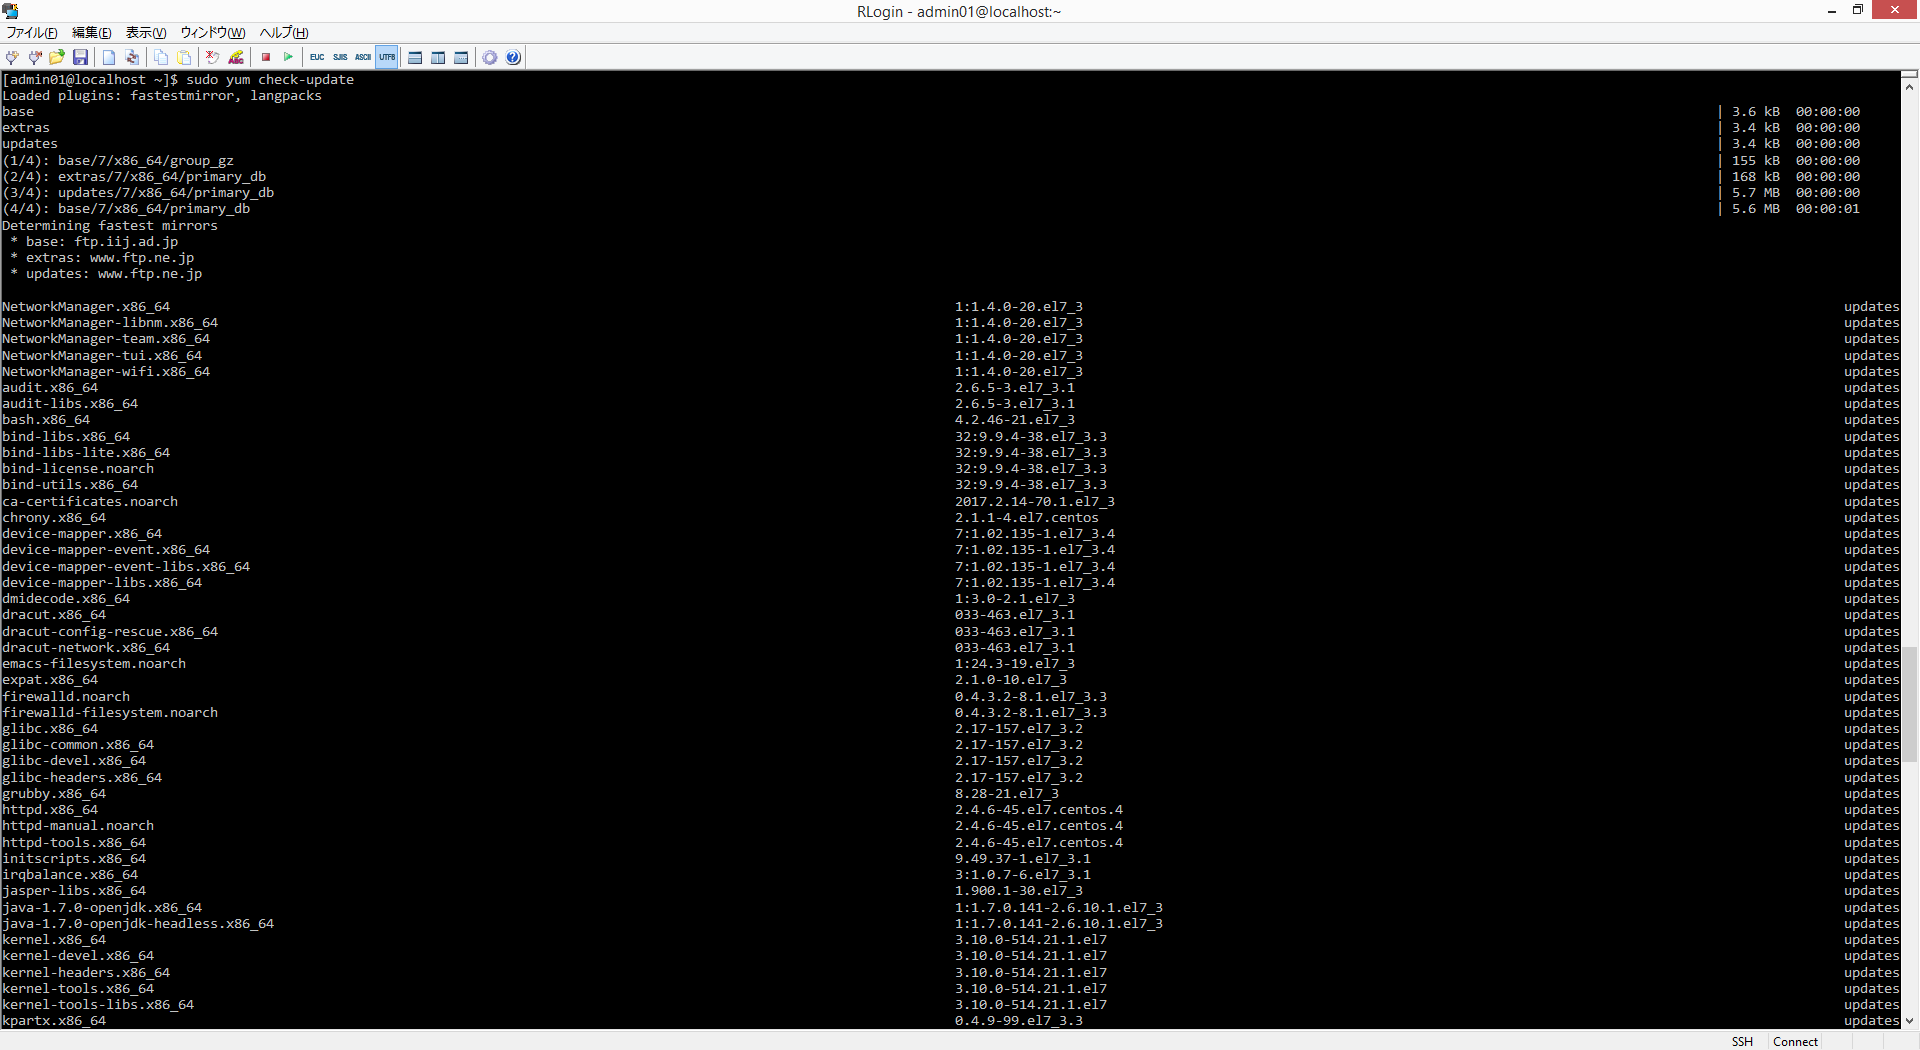 RLogin - admin01@localhost:~
ファイル(F) 編集(E) 表示(V) ウィンドウ(W) ヘルプ(H)
ABC EUC SJIS ASCII UTF8
[admin01@localhost ~]$ sudo yum check-update
Loaded plugins: fastestmirror, langpacks
base | 3.6 kB 00:00:00
extras | 3.4 kB 00:00:00
updates | 3.4 kB 00:00:00
(1/4): base/7/x86_64/group_gz | 155 kB 00:00:00
(2/4): extras/7/x86_64/primary_db | 168 kB 00:00:00
(3/4): updates/7/x86_64/primary_db | 5.7 MB 00:00:00
(4/4): base/7/x86_64/primary_db | 5.6 MB 00:00:01
Determining fastest mirrors
* base: ftp.iij.ad.jp
* extras: www.ftp.ne.jp
* updates: www.ftp.ne.jp
NetworkManager.x86_64 1:1.4.0-20.el7_3 updates
NetworkManager-libnm.x86_64 1:1.4.0-20.el7_3 updates
NetworkManager-team.x86_64 1:1.4.0-20.el7_3 updates
NetworkManager-tui.x86_64 1:1.4.0-20.el7_3 updates
NetworkManager-wifi.x86_64 1:1.4.0-20.el7_3 updates
audit.x86_64 2.6.5-3.el7_3.1 updates
audit-libs.x86_64 2.6.5-3.el7_3.1 updates
bash.x86_64 4.2.46-21.el7_3 updates
bind-libs.x86_64 32:9.9.4-38.el7_3.3 updates
bind-libs-lite.x86_64 32:9.9.4-38.el7_3.3 updates
bind-license.noarch 32:9.9.4-38.el7_3.3 updates
bind-utils.x86_64 32:9.9.4-38.el7_3.3 updates
ca-certificates.noarch 2017.2.14-70.1.el7_3 updates
chrony.x86_64 2.1.1-4.el7.centos updates
device-mapper.x86_64 7:1.02.135-1.el7_3.4 updates
device-mapper-event.x86_64 7:1.02.135-1.el7_3.4 updates
device-mapper-event-libs.x86_64 7:1.02.135-1.el7_3.4 updates
device-mapper-libs.x86_64 7:1.02.135-1.el7_3.4 updates
dmidecode.x86_64 1:3.0-2.1.el7_3 updates
dracut.x86_64 033-463.el7_3.1 updates
dracut-config-rescue.x86_64 033-463.el7_3.1 updates
dracut-network.x86_64 033-463.el7_3.1 updates
emacs-filesystem.noarch 1:24.3-19.el7_3 updates
expat.x86_64 2.1.0-10.el7_3 updates
firewalld.noarch 0.4.3.2-8.1.el7_3.3 updates
firewalld-filesystem.noarch 0.4.3.2-8.1.el7_3.3 updates
glibc.x86_64 2.17-157.el7_3.2 updates
glibc-common.x86_64 2.17-157.el7_3.2 updates
glibc-devel.x86_64 2.17-157.el7_3.2 updates
glibc-headers.x86_64 2.17-157.el7_3.2 updates
grubby.x86_64 8.28-21.el7_3 updates
httpd.x86_64 2.4.6-45.el7.centos.4 updates
httpd-manual.noarch 2.4.6-45.el7.centos.4 updates
httpd-tools.x86_64 2.4.6-45.el7.centos.4 updates
initscripts.x86_64 9.49.37-1.el7_3.1 updates
irqbalance.x86_64 3:1.0.7-6.el7_3.1 updates
jasper-libs.x86_64 1.900.1-30.el7_3 updates
java-1.7.0-openjdk.x86_64 1:1.7.0.141-2.6.10.1.el7_3 updates
java-1.7.0-openjdk-headless.x86_64 1:1.7.0.141-2.6.10.1.el7_3 updates
kernel.x86_64 3.10.0-514.21.1.el7 updates
kernel-devel.x86_64 3.10.0-514.21.1.el7 updates
kernel-headers.x86_64 3.10.0-514.21.1.el7 updates
kernel-tools.x86_64 3.10.0-514.21.1.el7 updates
kernel-tools-libs.x86_64 3.10.0-514.21.1.el7 updates
kpartx.x86_64 0.4.9-99.el7_3.3 updates
SSH Connect